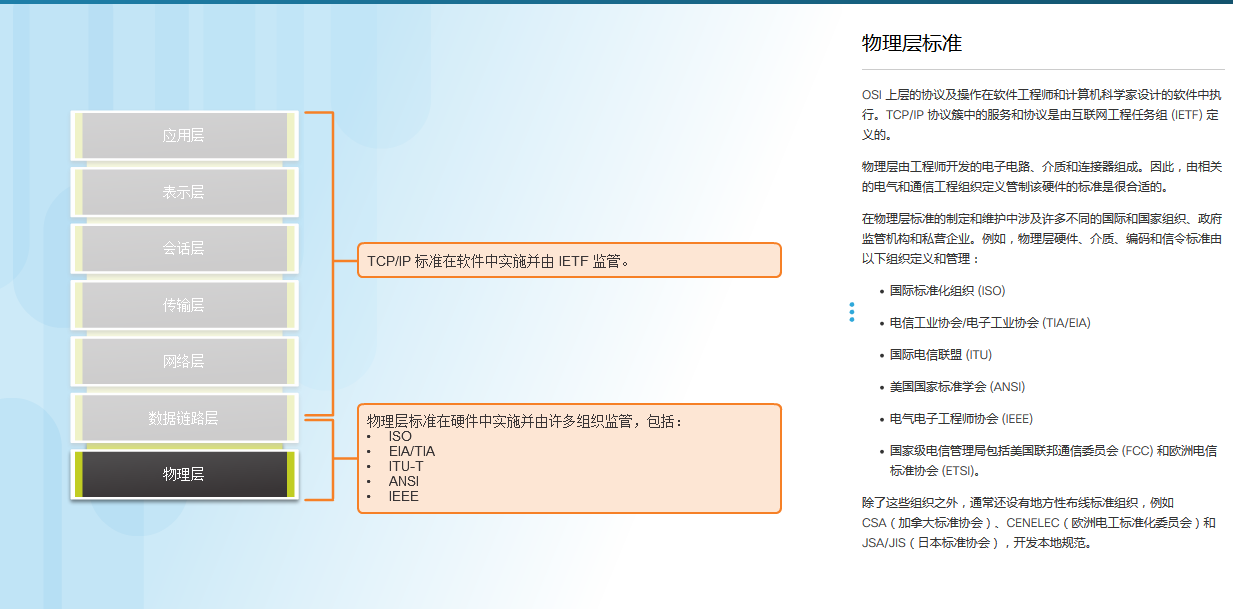 应用层
表示层
会话层
传输层
网络层
数据链路层
物理层
TCP/IP 标准在软件中实施并由 IETF 监管。
物理层标准在硬件中实施并由许多组织监管，包括：
• ISO
• EIA/TIA
• ITU-T
• ANSI
• IEEE
物理层标准
OSI 上层的协议及操作在软件工程师和计算机科学家设计的软件中执
行。TCP/IP 协议簇中的服务和协议是由互联网工程任务组 (IETF) 定
义的。
物理层由工程师开发的电子电路、介质和连接器组成。因此，由相关
的电气和通信工程组织定义管制该硬件的标准是很合适的。
在物理层标准的制定和维护中涉及许多不同的国际和国家组织、政府
监管机构和私营企业。例如，物理层硬件、介质、编码和信令标准由
以下组织定义和管理：
• 国际标准化组织 (ISO)
• 电信工业协会/电子工业协会 (TIA/EIA)
• 国际电信联盟 (ITU)
• 美国国家标准学会 (ANSI)
• 电气电子工程师协会 (IEEE)
• 国家级电信管理局包括美国联邦通信委员会 (FCC) 和欧洲电信
标准协会 (ETSI)。
除了这些组织之外，通常还设有地方性布线标准组织，例如
CSA（加拿大标准协会）、CENELEC（欧洲电工标准化委员会）和
JSA/JIS（日本标准协会），开发本地规范。